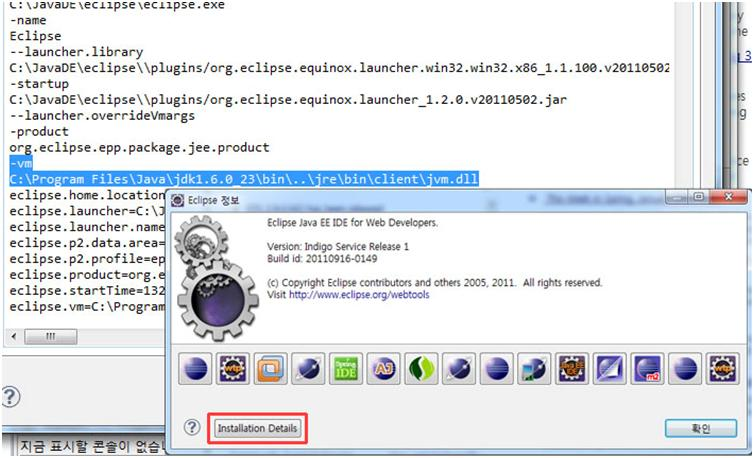 C:\JavaDE\eclipse\eclipse.exe
-name
Eclipse
--launcher.library
C:\JavaDE\eclipse\\plugins/org.eclipse.equinox.launcher.win32.win32.x86_1.1.100.v20110502
-startup
C:\JavaDE\eclipse\\plugins/org.eclipse.equinox.launcher_1.2.0.v20110502.jar
--launcher.overrideVmargs
-product
org.eclipse.epp.package.jee.product
-vm
C:\Program Files\Java\jdk1.6.0_23\bin\..\jre\bin\client\jvm.dll
eclipse.home.location
eclipse.launcher=C:\J
eclipse.launcher.name
eclipse.p2.data.area=
eclipse.p2.profile=ep
eclipse.product=org.e
eclipse.startTime=132
eclipse.vm=C:\Program
Eclipse 정보
Eclipse Java EE IDE for Web Developers.
Version: Indigo Service Release 1
Build id: 20110916-0149
(c) Copyright Eclipse contributors and others 2005, 2011.  All rights reserved.
Visit http://www.eclipse.org/webtools
wtp
Spring IDE
AJ
Java EE IDE
m2
wtp
Installation Details
확인
지금 표시할 콘솔이 없습니